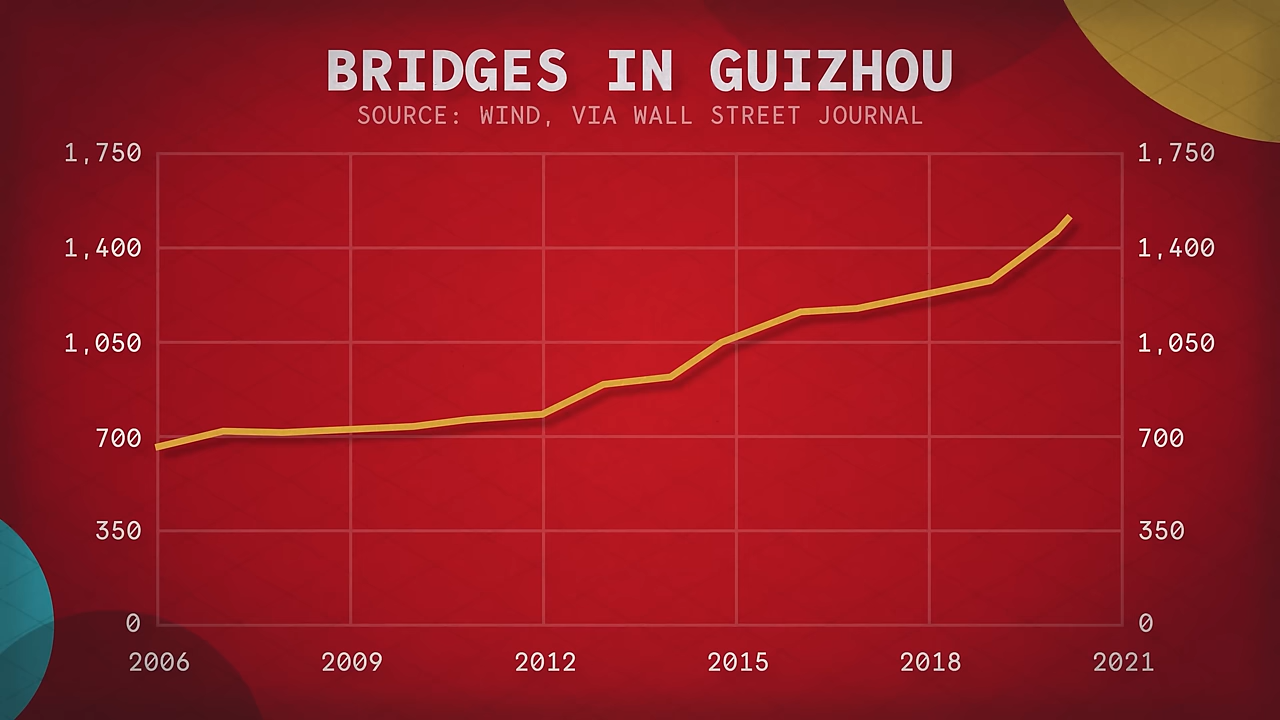 BRIDGES IN GUIZHOU
SOURCE: WIND, VIA WALL STREET JOURNAL
1,750 1,750
1,400 1,400
1,050 1,050
700 700
350 350
0 0
2006 2009 2012 2015 2018 2021